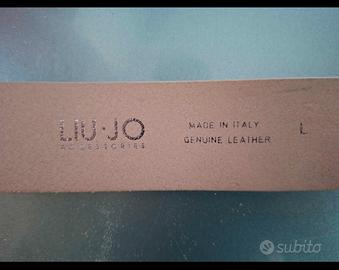 LIU·JO
ACCESSORIES
MADE IN ITALY
GENUINE LEATHER
L
subito